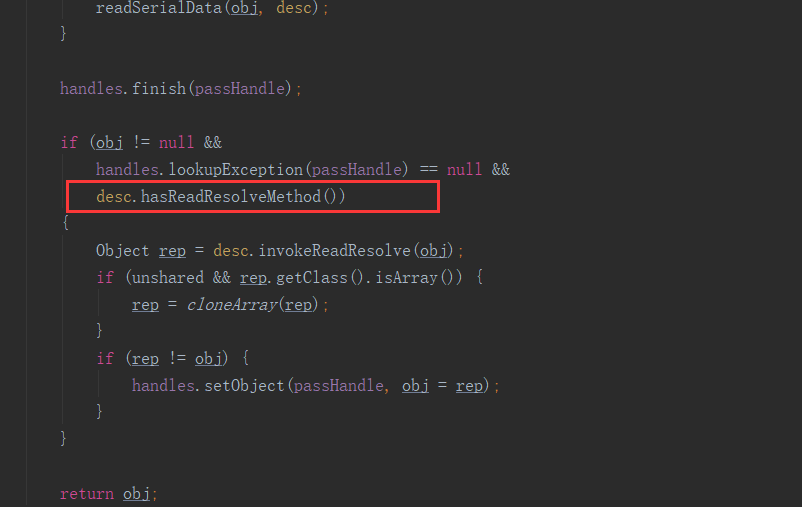 readSerialData(obj, desc);
}
handles.finish(passHandle);
if (obj != null &&
handles.lookupException(passHandle) == null &&
desc.hasReadResolveMethod())
{
Object rep = desc.invokeReadResolve(obj);
if (unshared && rep.getClass().isArray()) {
rep = cloneArray(rep);
}
if (rep != obj) {
handles.setObject(passHandle, obj = rep);
}
}
return obj;